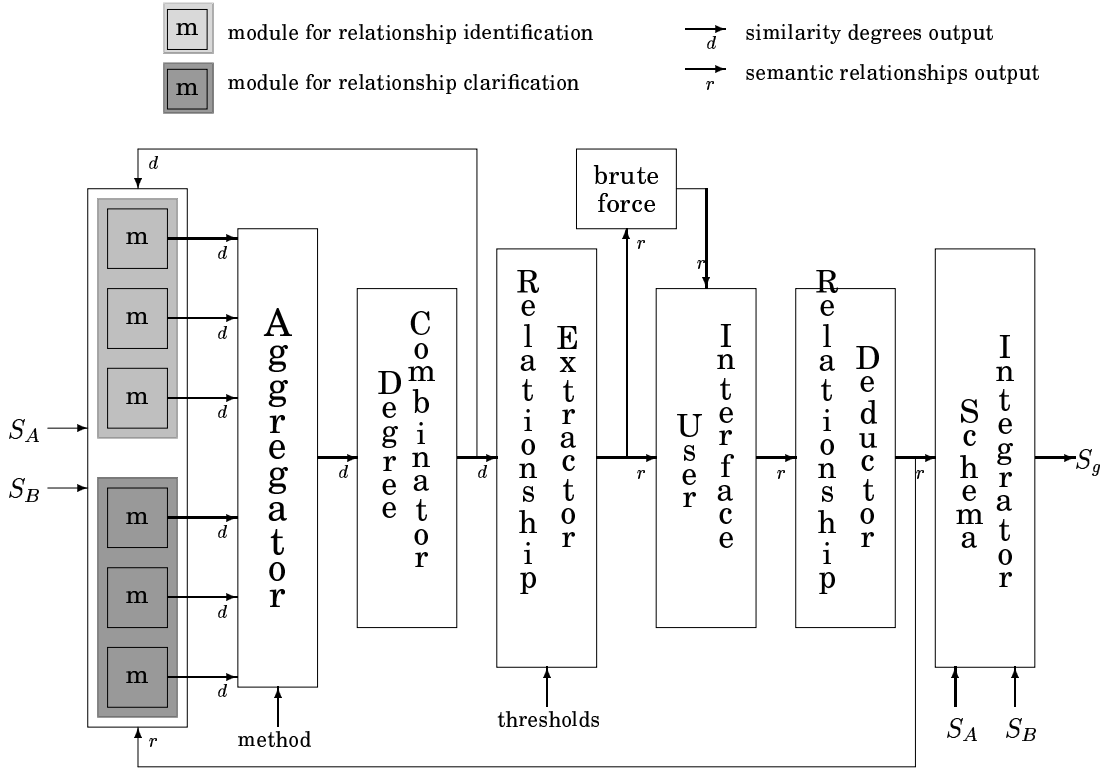 m module for relationship identification
d similarity degrees output
m module for relationship clarification
r semantic relationships output
d
brute
force
r
r
m
d
m
d
m
d
m
d
m
d
m
d
S_A
S_B
r
Aggregator
method
d
Degree
Combinator
d
Relationship
Extractor
thresholds
r
User
Interface
r
Relationship
Deductor
r
Schema
Integrator
S_A
S_B
S_g